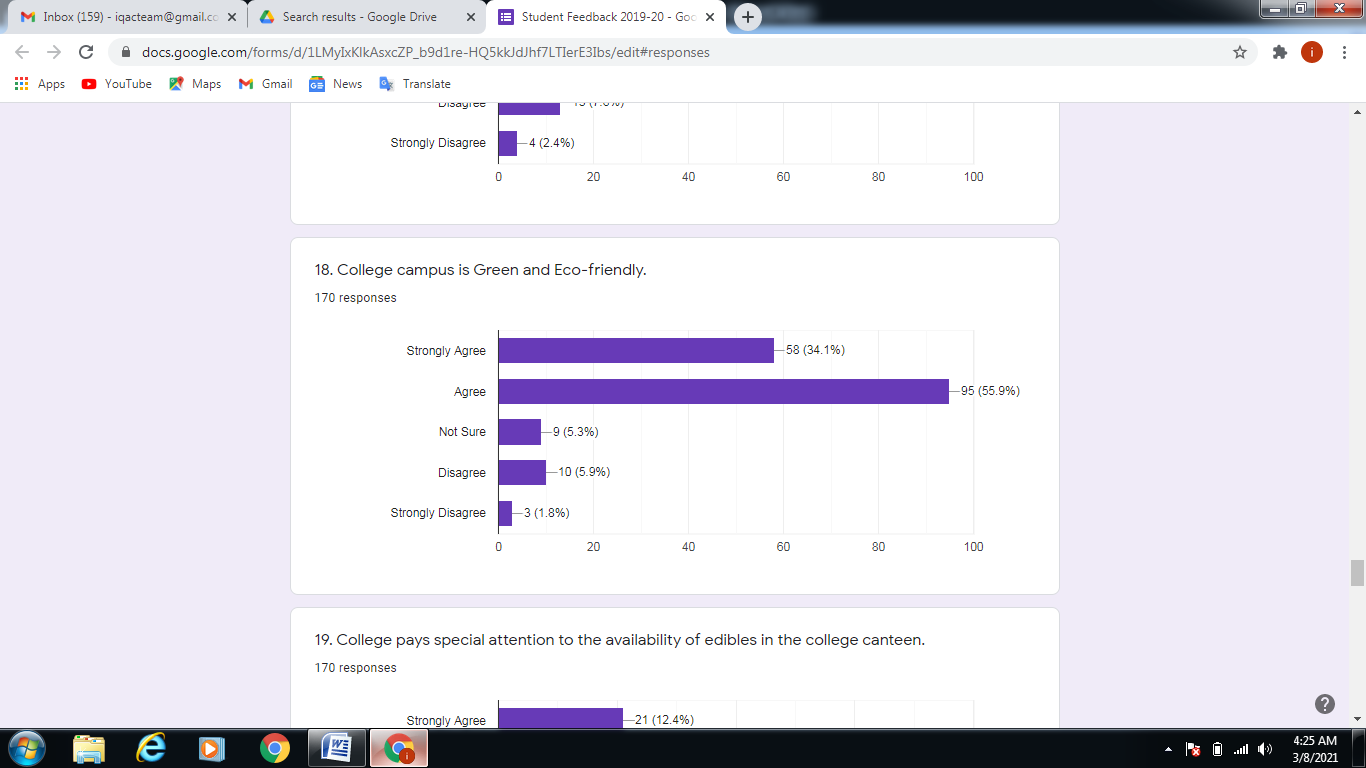 Inbox (159) - iqacteam@gmail.co
Search results - Google Drive
Student Feedback 2019-20 - Goo
docs.google.com/forms/d/1LMyIxKlkAsxcZP_b9d1re-HQ5kkJdJhf7LTIerE3Ibs/edit#responses
i
Apps
YouTube
Maps
Gmail
News
Translate
Disagree
Strongly Disagree
4 (2.4%)
0 20 40 60 80 100
18. College campus is Green and Eco-friendly.
170 responses
Strongly Agree 58 (34.1%)
Agree 95 (55.9%)
Not Sure 9 (5.3%)
Disagree 10 (5.9%)
Strongly Disagree 3 (1.8%)
0 20 40 60 80 100
19. College pays special attention to the availability of edibles in the college canteen.
170 responses
Strongly Agree 21 (12.4%)
4:25 AM
3/8/2021